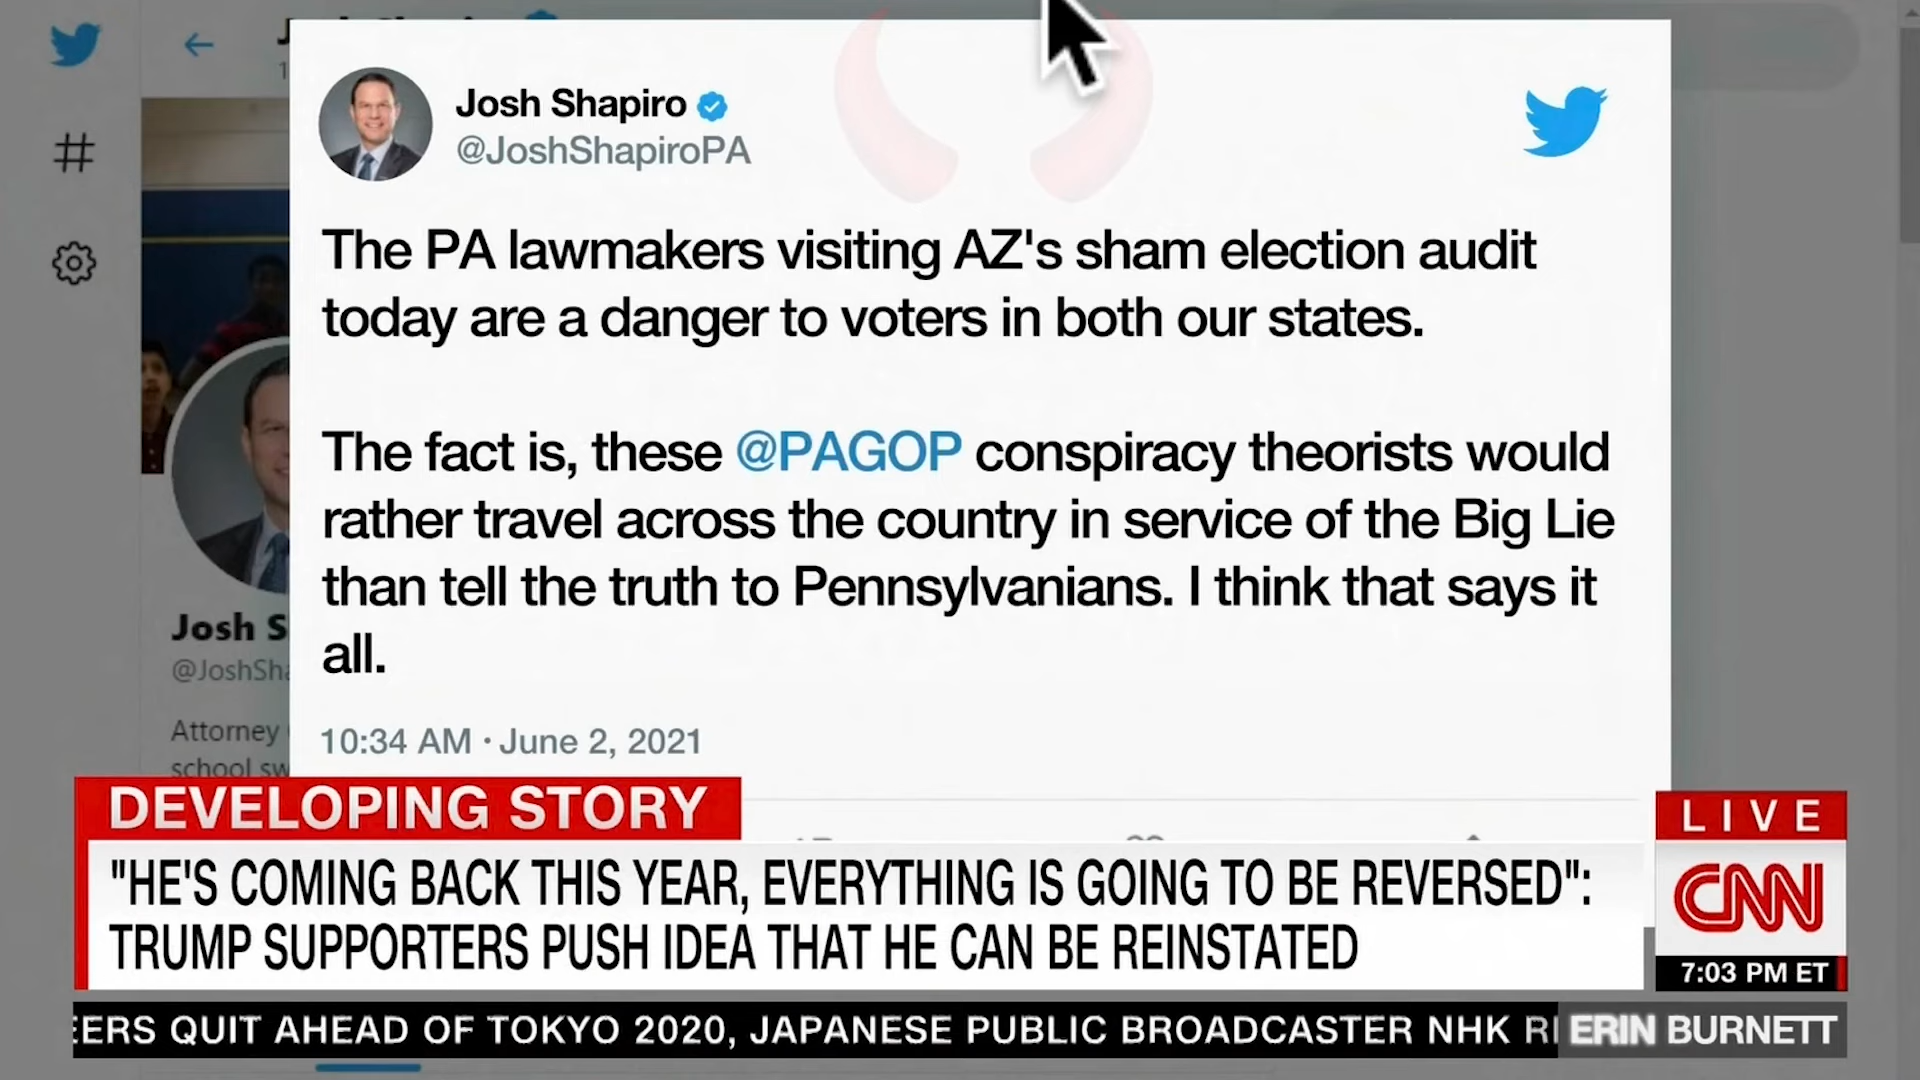 Josh Shapiro
@JoshShapiroPA
The PA lawmakers visiting AZ's sham election audit
today are a danger to voters in both our states.
The fact is, these @PAGOP conspiracy theorists would
rather travel across the country in service of the Big Lie
than tell the truth to Pennsylvanians. I think that says it
all.
10:34 AM · June 2, 2021
Josh S
@JoshSha
Attorney
school sw
DEVELOPING STORY
"HE'S COMING BACK THIS YEAR, EVERYTHING IS GOING TO BE REVERSED":
TRUMP SUPPORTERS PUSH IDEA THAT HE CAN BE REINSTATED
LIVE
CNN
7:03 PM ET
EERS QUIT AHEAD OF TOKYO 2020, JAPANESE PUBLIC BROADCASTER NHK R
ERIN BURNETT